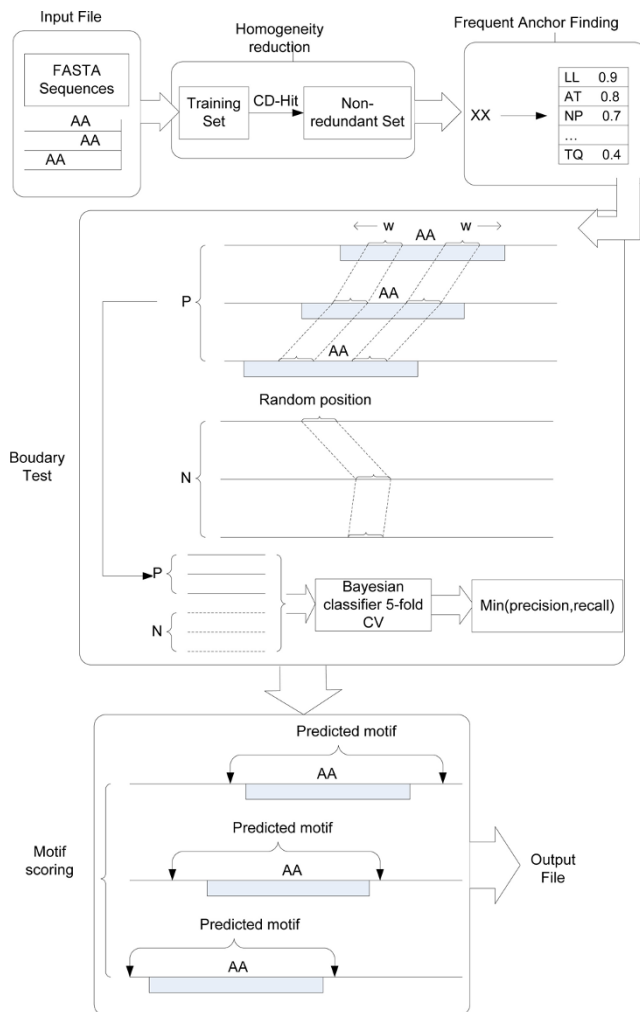 Input File
FASTA
Sequences
AA
AA
AA
Homogeneity
reduction
Training
Set
CD-Hit
Non-
redundant Set
Frequent Anchor Finding
XX
LL 0.9
AT 0.8
NP 0.7
...
TQ 0.4
Boudary
Test
w
w
AA
P
AA
AA
Random position
N
P
N
Bayesian
classifier 5-fold
CV
Min(precision,recall)
Motif
scoring
Predicted motif
AA
Predicted motif
AA
Predicted motif
AA
Output
File